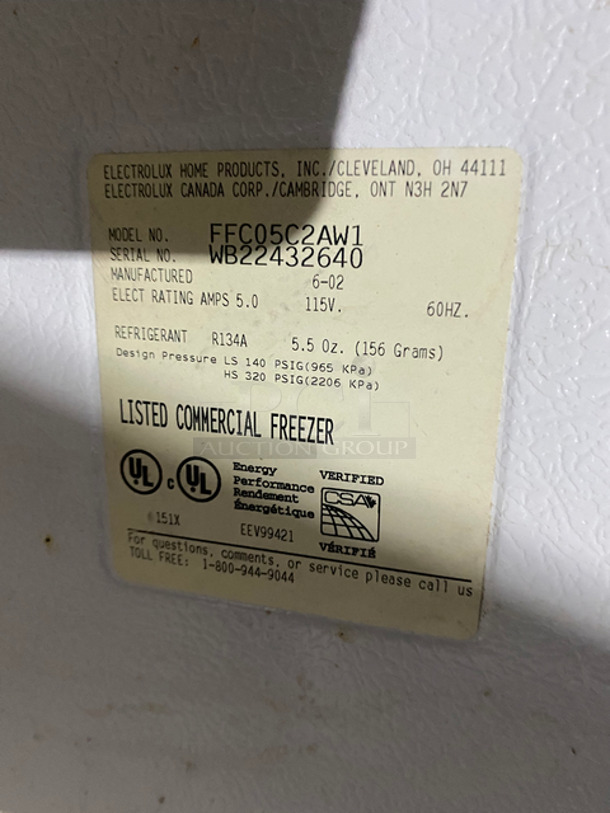 ELECTROLUX HOME PRODUCTS, INC./CLEVELAND, OH 44111
ELECTROLUX CANADA CORP./CAMBRIDGE, ONT N3H 2N7
MODEL NO. FFC05C2AW1
SERIAL NO. WB22432640
MANUFACTURED 6-02
ELECT RATING AMPS 5.0 115V. 60HZ.
REFRIGERANT R134A 5.5 Oz. (156 Grams)
Design Pressure LS 140 PSIG(965 KPa)
HS 320 PSIG(2206 KPa)
LISTED COMMERCIAL FREEZER
AUCTION GROUP
UL c UL
Energy
Performance
Rendement
Énergétique
VERIFIED
CSA
VÉRIFIÉ
151X
EEV99421
For questions, comments, or service please call us
TOLL FREE: 1-800-944-9044